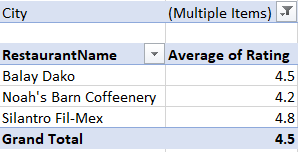 City (Multiple Items)
RestaurantName Average of Rating
Balay Dako 4.5
Noah's Barn Coffeenery 4.2
Silantro Fil-Mex 4.8
Grand Total 4.5